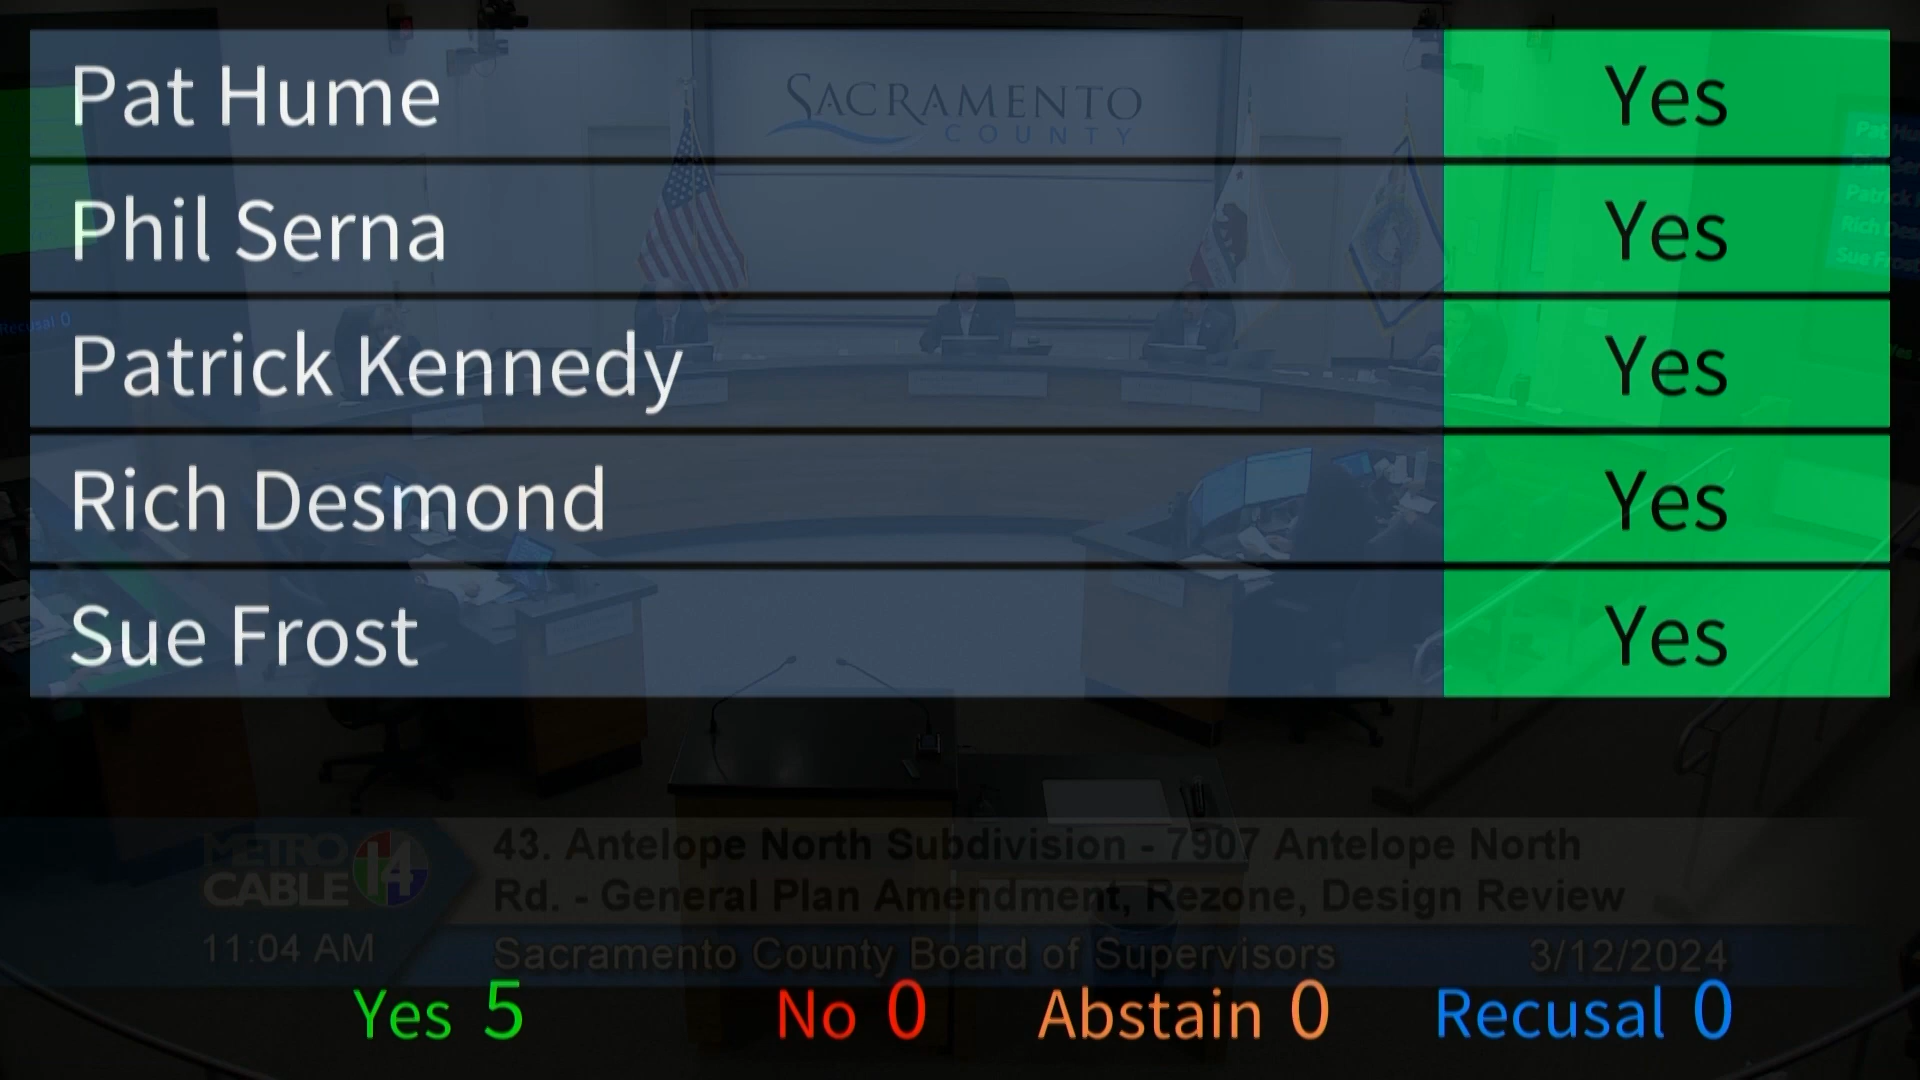 SACRAMENTO
COUNTY
Pat Hume Yes
Phil Serna Yes
Patrick Kennedy Yes
Rich Desmond Yes
Sue Frost Yes
Recusal 0
METRO
CABLE 14
43. Antelope North Subdivision - 7907 Antelope North
Rd. - General Plan Amendment, Rezone, Design Review
11:04 AM
Sacramento County Board of Supervisors 3/12/2024
Yes 5 No 0 Abstain 0 Recusal 0